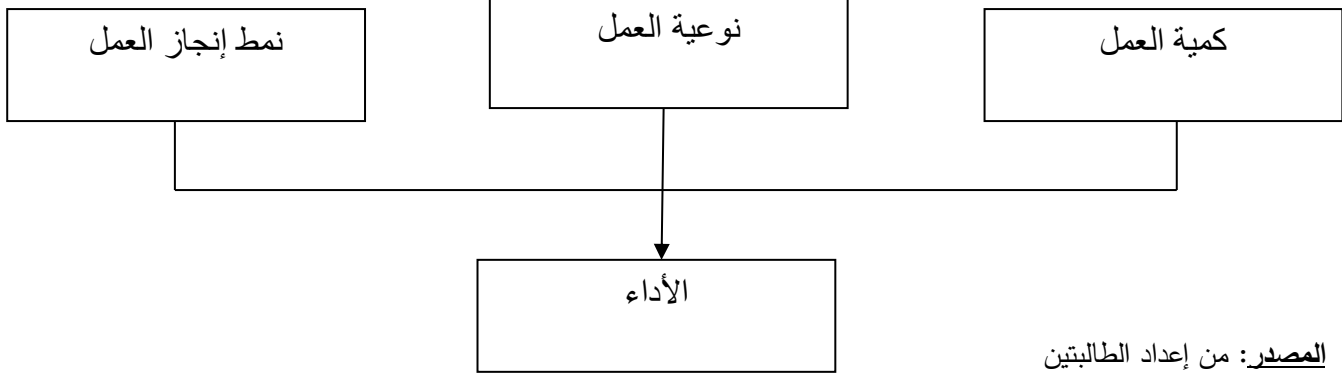 كمية العمل
نوعية العمل
نمط إنجاز العمل
الأداء
المصدر: من إعداد الطالبتين